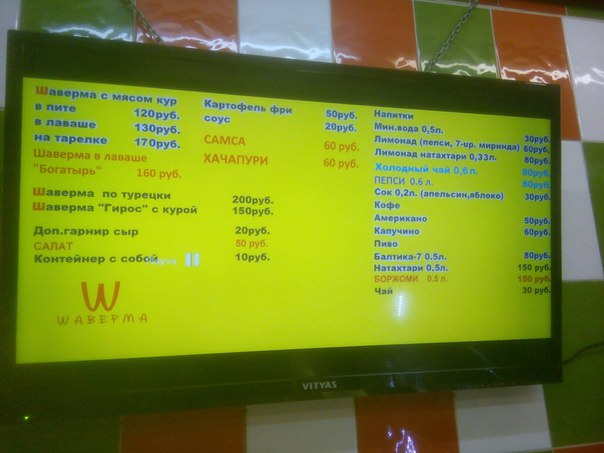 Шаверма с мясом кур
в пите 120руб.
в лаваше 130руб.
на тарелке 170руб.
Шаверма в лаваше
"Богатырь" 160 руб.
Шаверма по турецки 200руб.
Шаверма "Гирос" с курой 150руб.
Доп.гарнир сыр 20руб.
САЛАТ 50 руб.
Контейнер с собой 10руб.
W
ШАВЕРМА
Картофель фри 50руб.
соус 20руб.
САМСА 60 руб.
ХАЧАПУРИ 60 руб.
Напитки
Мин.вода 0,5л. 30руб.
Лимонад (пепси, 7-up, миринда) 60руб.
Лимонад натахтари 0,33л. 80руб.
Холодный чай 0,6л. 80руб.
ПЕПСИ 0.6 л. 80руб.
Сок 0,2л. (апельсин,яблоко) 30руб.
Кофе
Американо 50руб.
Капучино 60руб.
Пиво
Балтика-7 0.5л. 80руб.
Натахтари 0.5л. 150 руб.
БОРЖОМИ 0.5 л. 150 руб.
Чай 30 руб.
VITYAS